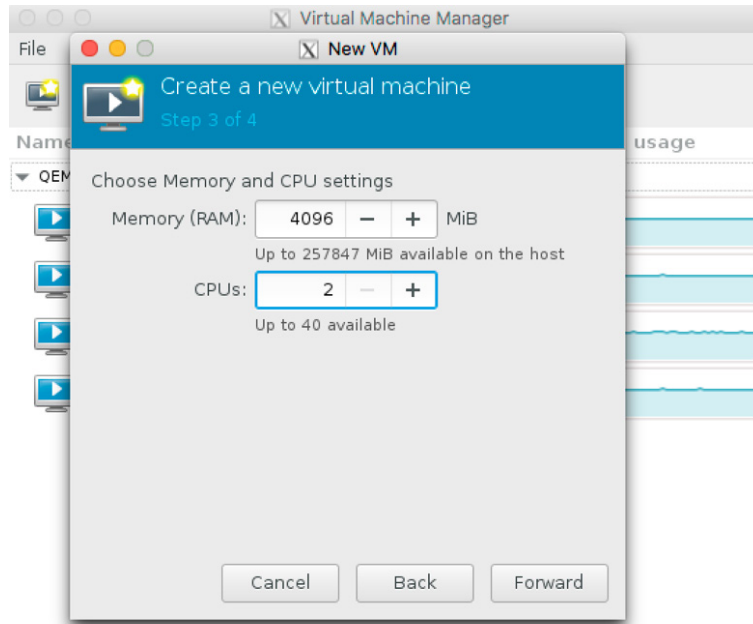 Virtual Machine Manager
File
New VM
Create a new virtual machine
Step 3 of 4
Name
usage
QEM
Choose Memory and CPU settings
Memory (RAM): 4096 − + MiB
Up to 257847 MiB available on the host
CPUs: 2 − +
Up to 40 available
Cancel Back Forward